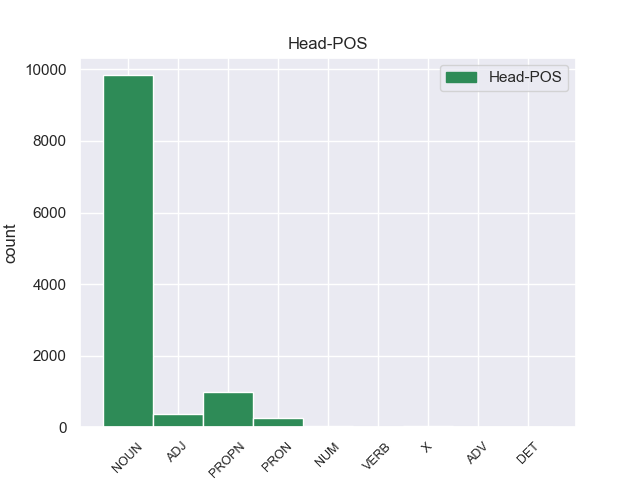 Head-POS
Head-POS
10000
8000
6000
4000
2000
0
count
NOUN
ADJ
PROPN
PRON
NUM
VERB
X
ADV
DET